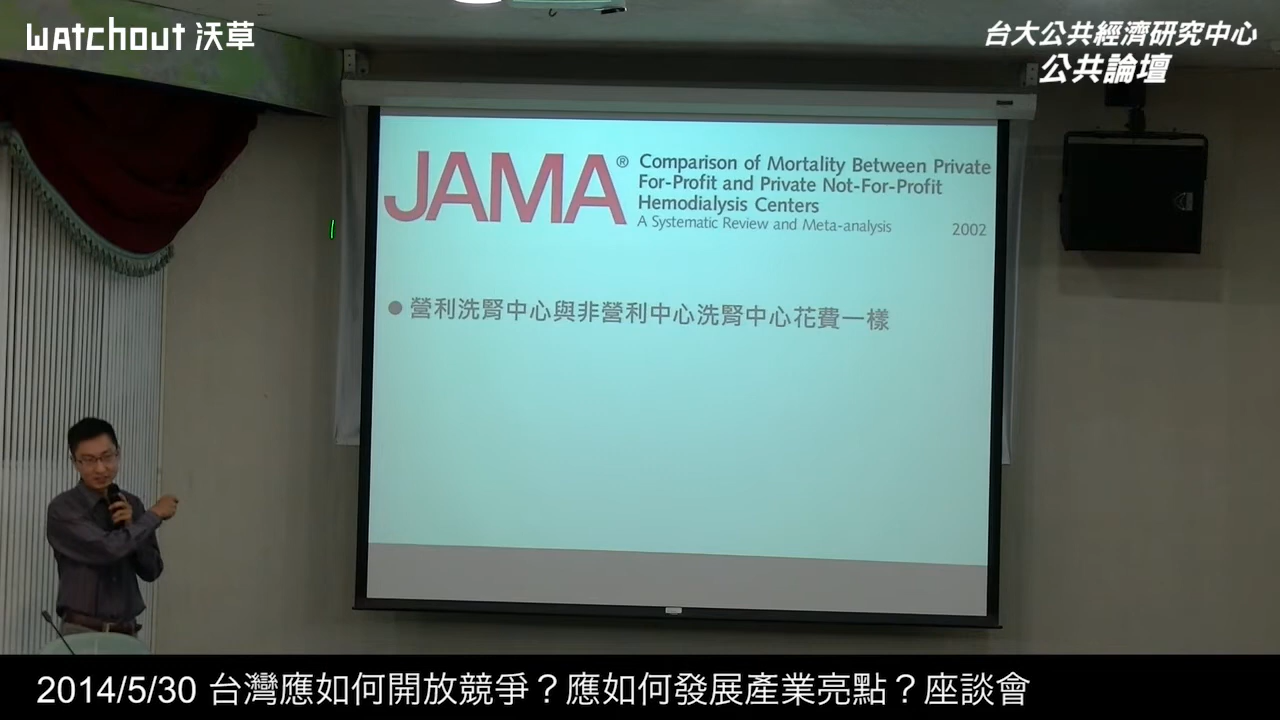 WATCHOUT 沃草
台大公共經濟研究中心
公共論壇
JAMA®
Comparison of Mortality Between Private
For-Profit and Private Not-For-Profit
Hemodialysis Centers
A Systematic Review and Meta-analysis 2002
● 營利洗腎中心與非營利中心洗腎中心花費一樣
2014/5/30 台灣應如何開放競爭？應如何發展產業亮點？座談會